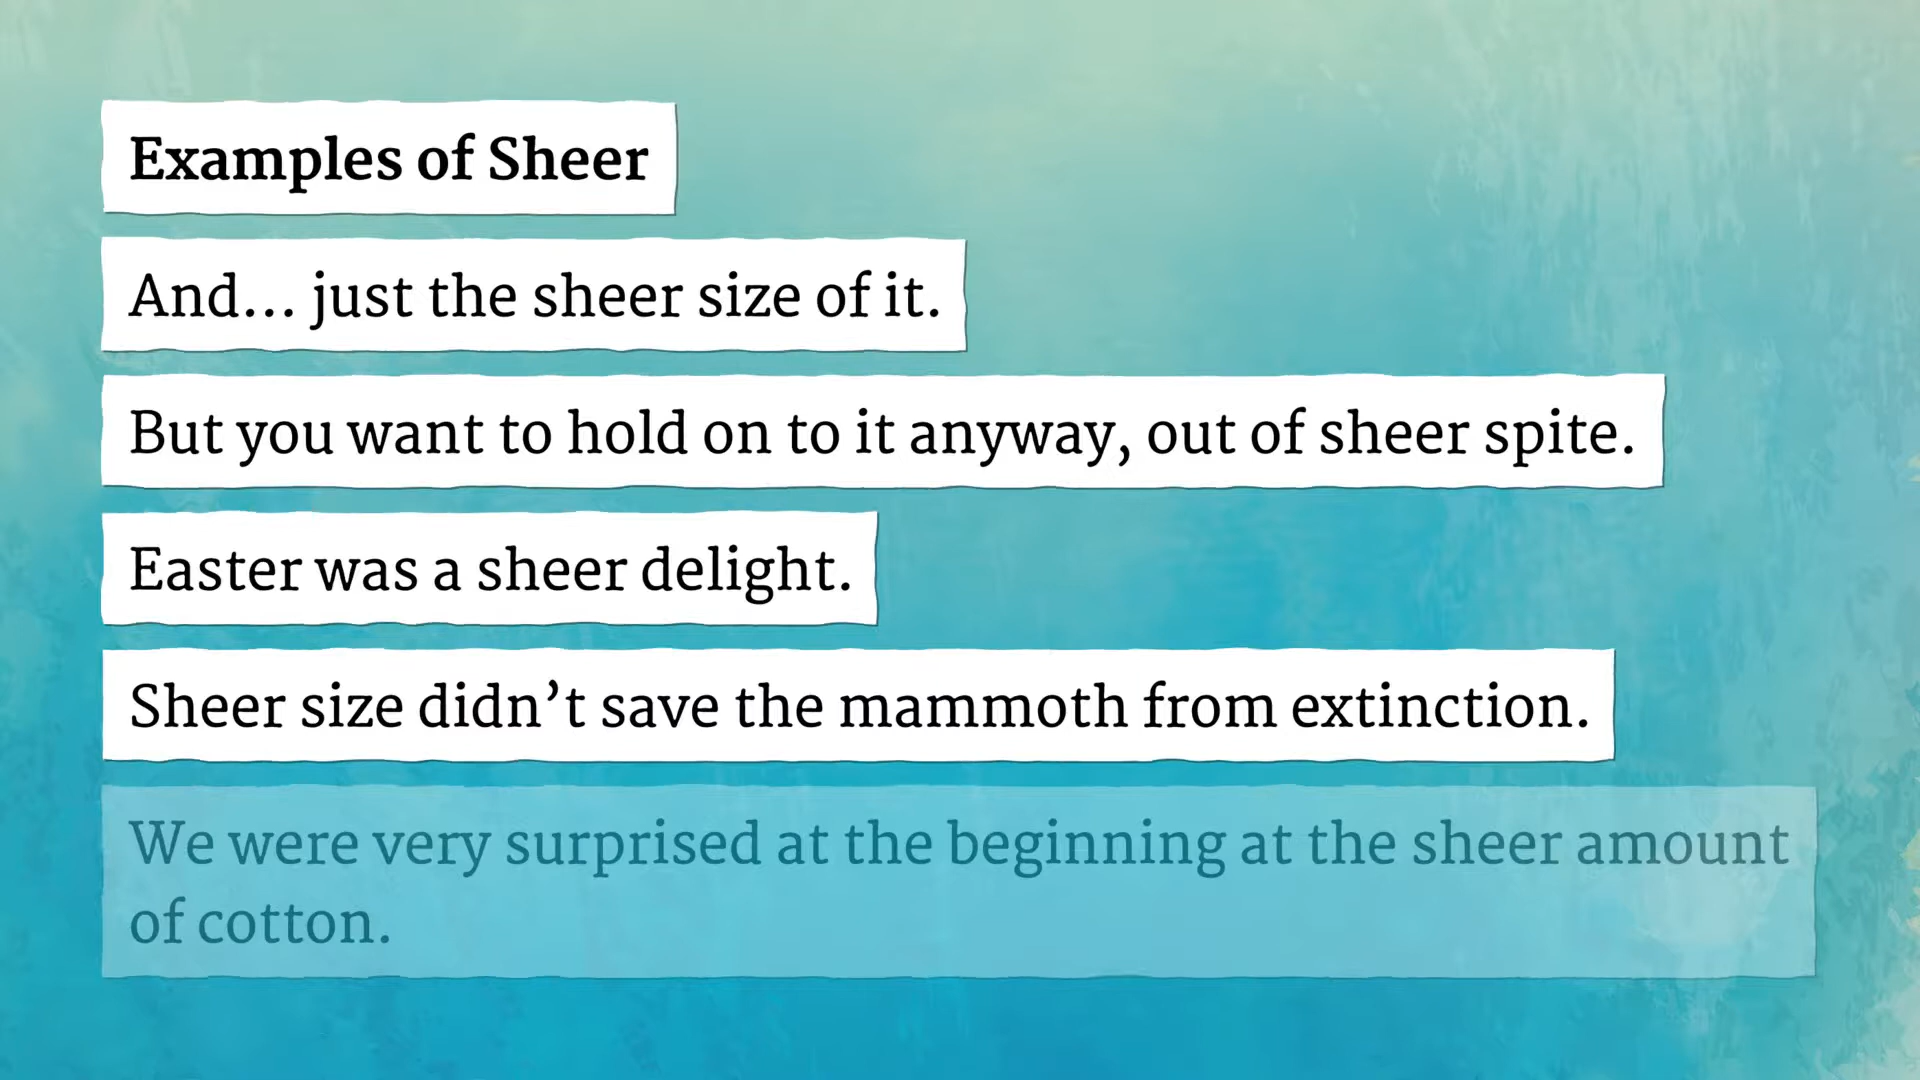 Examples of Sheer
And... just the sheer size of it.
But you want to hold on to it anyway, out of sheer spite.
Easter was a sheer delight.
Sheer size didn’t save the mammoth from extinction.
We were very surprised at the beginning at the sheer amount
of cotton.